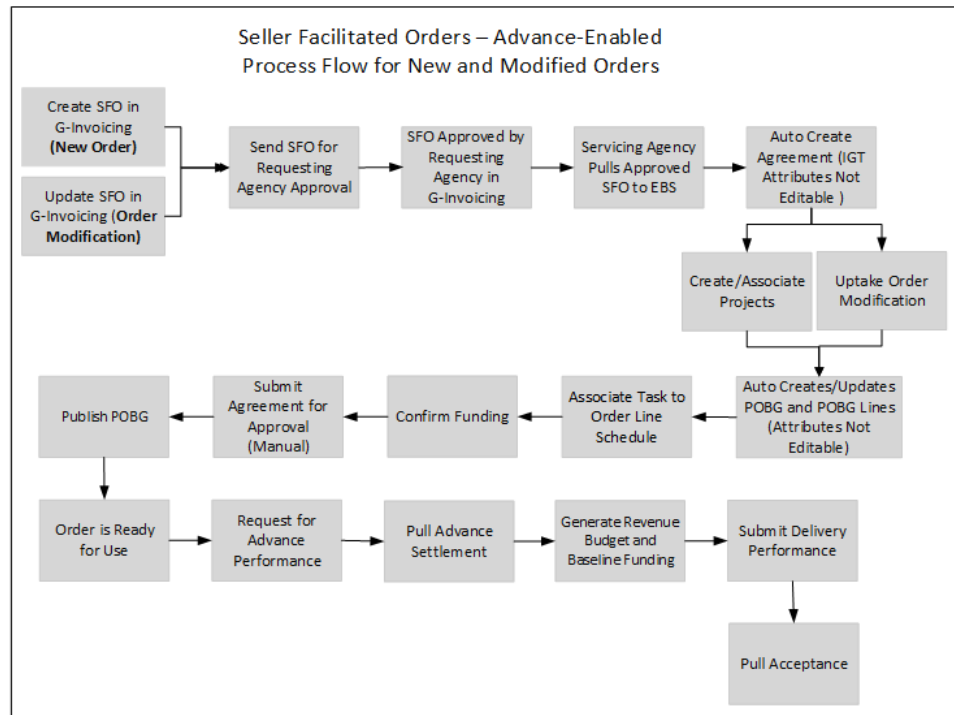 Seller Facilitated Orders – Advance-Enabled
Process Flow for New and Modified Orders
Create SFO in
G-Invoicing
(New Order)
Update SFO in
G-Invoicing (Order
Modification)
Send SFO for
Requesting
Agency Approval
SFO Approved by
Requesting
Agency in
G-Invoicing
Servicing Agency
Pulls Approved
SFO to EBS
Auto Create
Agreement (IGT
Attributes Not
Editable )
Create/Associate
Projects
Uptake Order
Modification
Auto Creates/Updates
POBG and POBG Lines
(Attributes Not
Editable)
Associate Task to
Order Line
Schedule
Confirm Funding
Submit
Agreement for
Approval
(Manual)
Publish POBG
Order is Ready
for Use
Request for
Advance
Performance
Pull Advance
Settlement
Generate Revenue
Budget and
Baseline Funding
Submit Delivery
Performance
Pull Acceptance